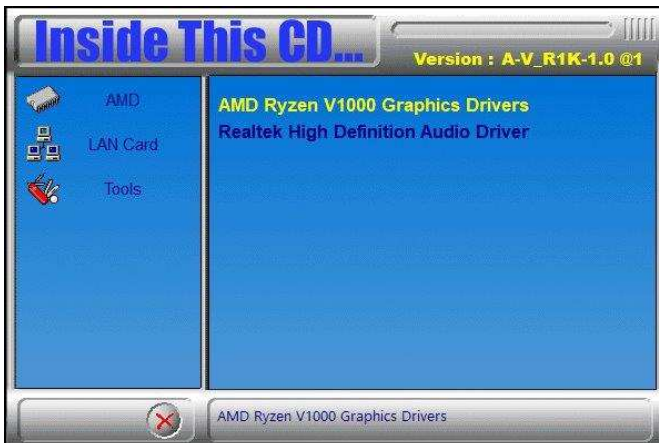 Inside This CD...
Version : A-V_R1K-1.0 @1
AMD
LAN Card
Tools
AMD Ryzen V1000 Graphics Drivers
Realtek High Definition Audio Driver
AMD Ryzen V1000 Graphics Drivers